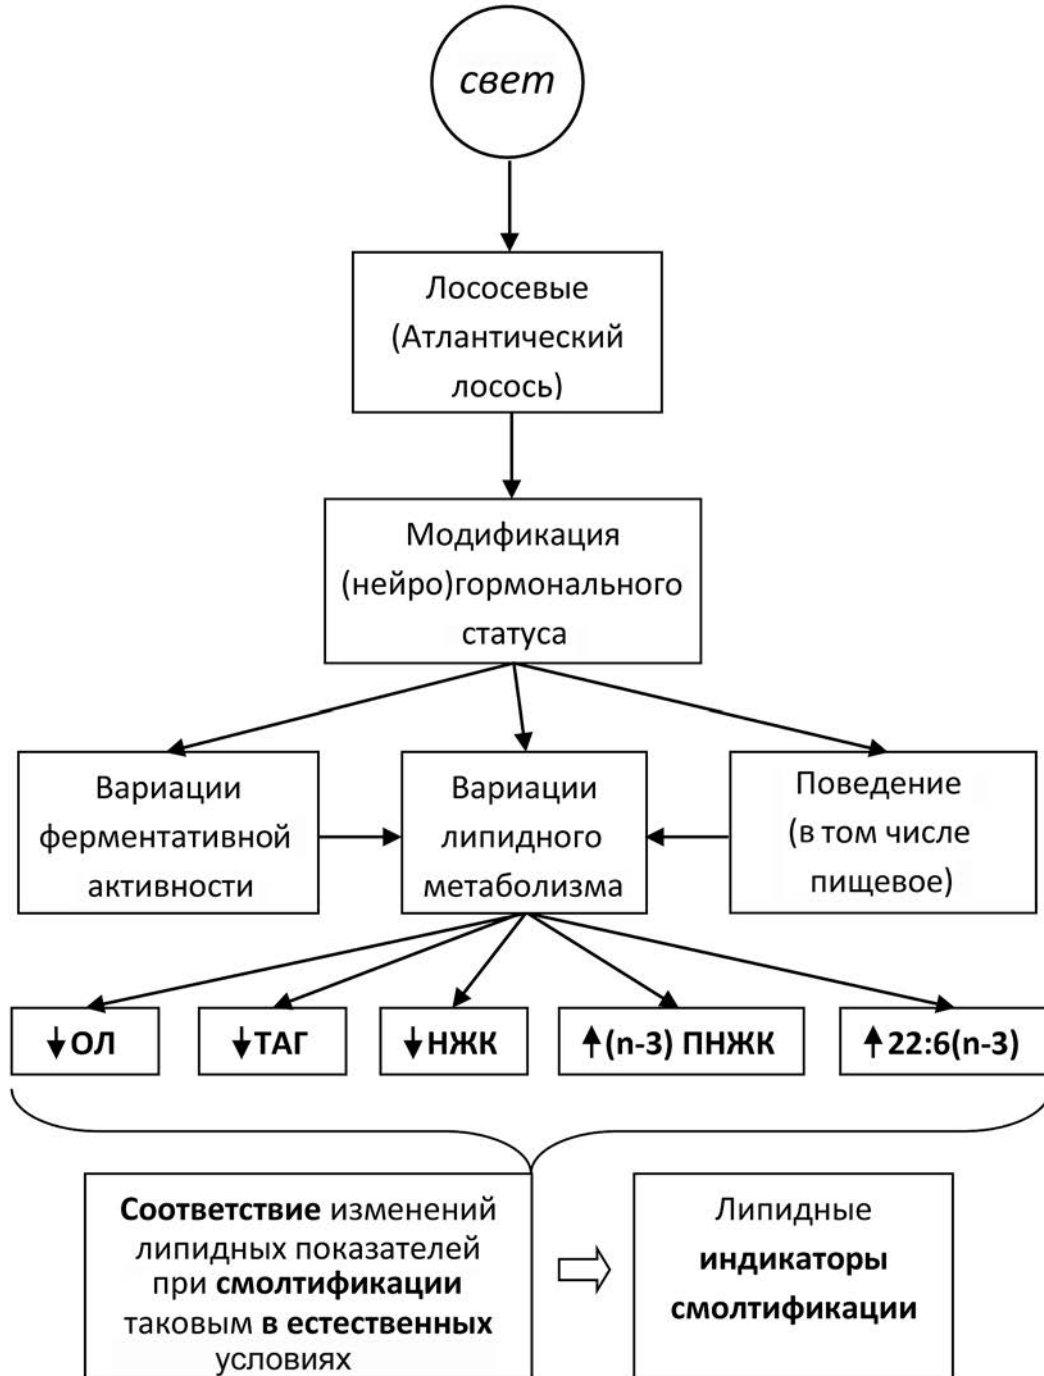 свет
Лососевые
(Атлантический
лосось)
Модификация
(нейро)гормонального
статуса
Вариации
ферментативной
активности
Вариации
липидного
метаболизма
Поведение
(в том числе
пищевое)
↓ОЛ
↓ТАГ
↓НЖК
↑(n-3) ПНЖК
↑22:6(n-3)
Соответствие изменений
липидных показателей
при смолтификации
таковым в естественных
условиях
Липидные
индикаторы
смолтификации